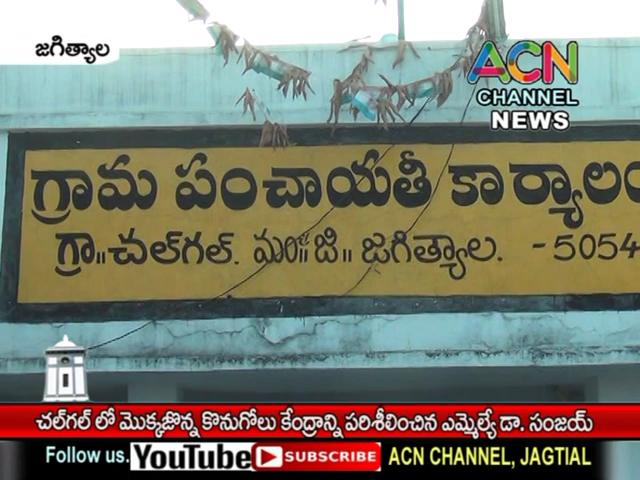 జగిత్యాల
ACN
CHANNEL
NEWS
గ్రామ పంచాయతీ కార్యాల
గ్రా॥చల్‌గల్. మం॥జి॥ జగిత్యాల. -5054
చల్‌గల్ లో మొక్కజొన్న కొనుగోలు కేంద్రాన్ని పరిశీలించిన ఎమ్మెల్యే డా. సంజయ్
Follow us. YouTube SUBSCRIBE ACN CHANNEL, JAGTIAL